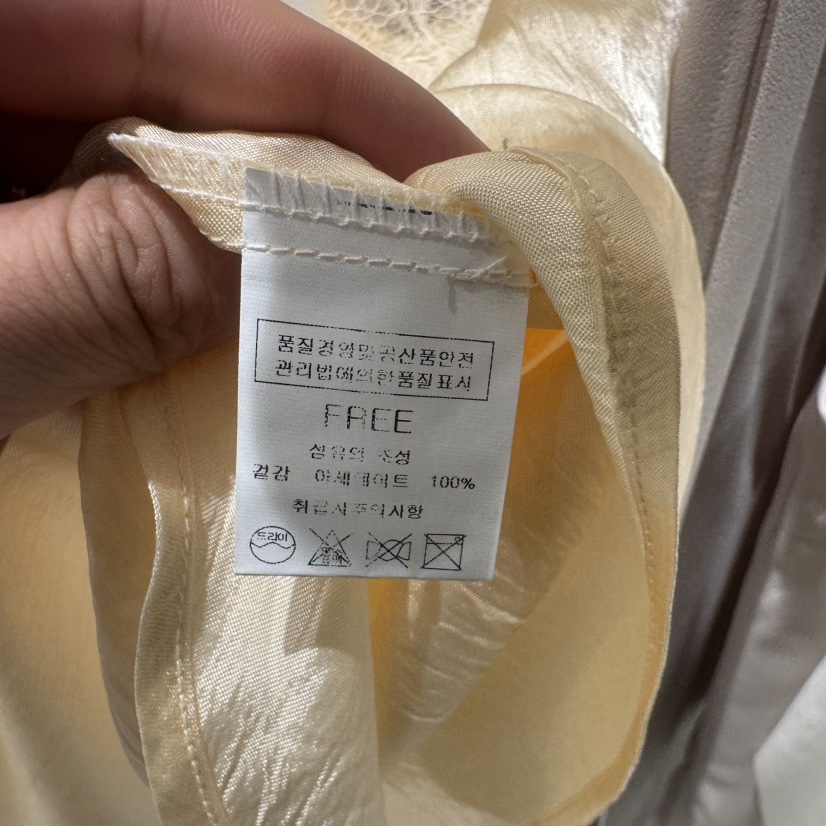 품질경영및공산품안전
관리법에의한품질표시
FREE
섬유의 조성
겉감 아세테이트 100%
취급시주의사항
드라이